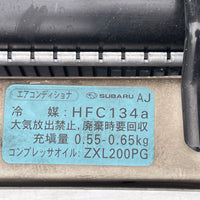 エアコンディショナ SUBARU AJ
冷 媒:HFC134a
大気放出禁止,廃棄時要回収
充塡量:0.55-0.65kg
コンプレッサオイル:ZXL200PG